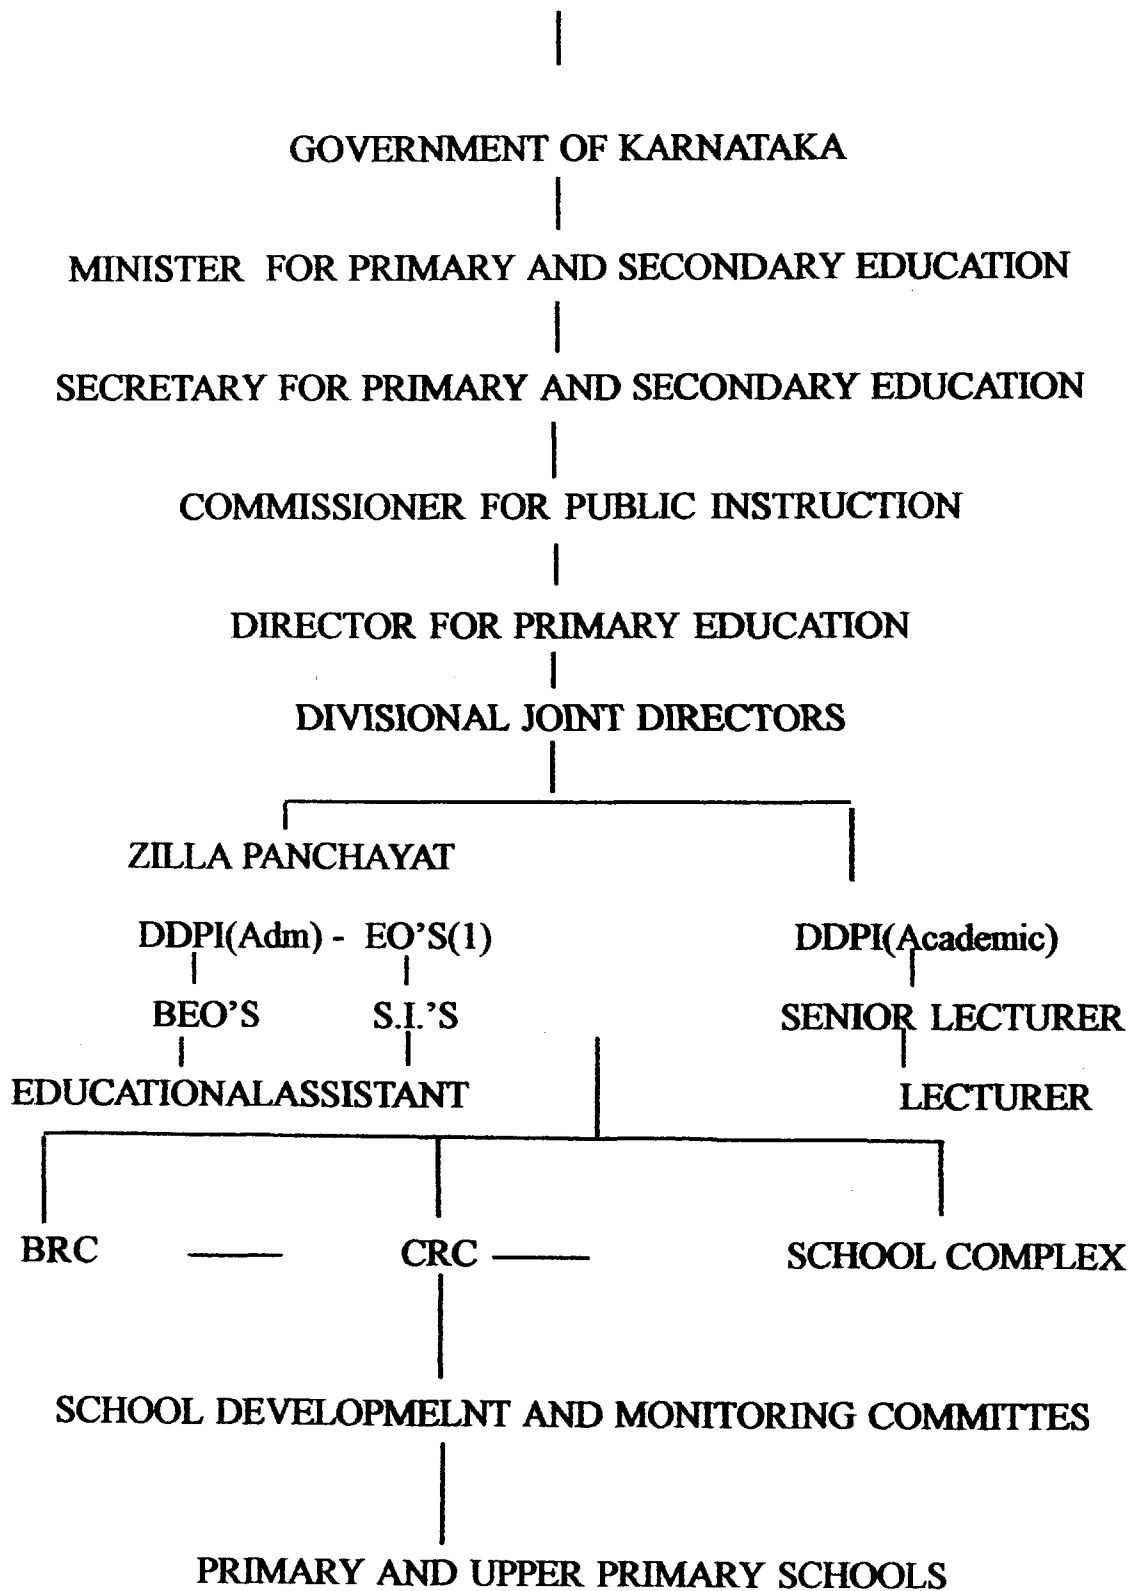 GOVERNMENT OF KARNATAKA
MINISTER FOR PRIMARY AND SECONDARY EDUCATION
SECRETARY FOR PRIMARY AND SECONDARY EDUCATION
COMMISSIONER FOR PUBLIC INSTRUCTION
DIRECTOR FOR PRIMARY EDUCATION
DIVISIONAL JOINT DIRECTORS
ZILLA PANCHAYAT
DDPI(Adm) - EO'S(1) DDPI(Academic)
BEO'S S.I.'S SENIOR LECTURER
EDUCATIONALASSISTANT LECTURER
BRC CRC SCHOOL COMPLEX
SCHOOL DEVELOPMELNT AND MONITORING COMMITTES
PRIMARY AND UPPER PRIMARY SCHOOLS